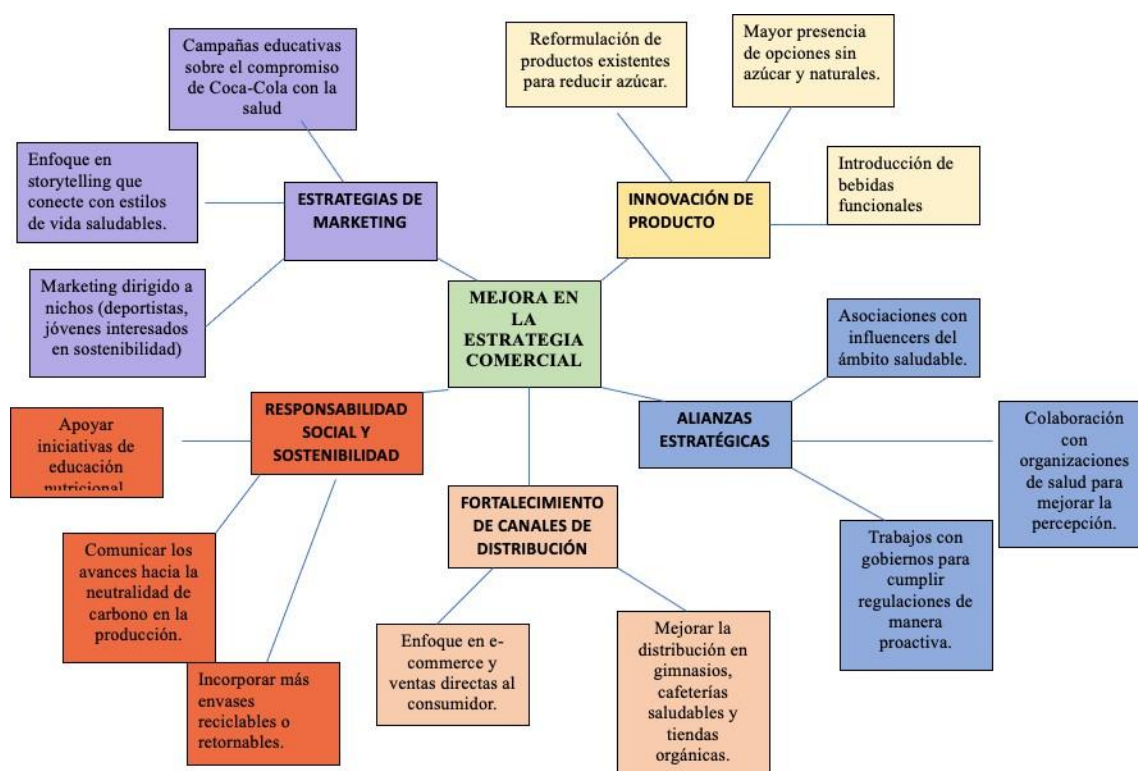 Campañas educativas
sobre el compromiso
de Coca-Cola con la
salud
Reformulación de
productos existentes
para reducir azúcar.
Mayor presencia
de opciones sin
azúcar y naturales.
Enfoque en
storytelling que
conecte con estilos
de vida saludables.
ESTRATEGIAS DE
MARKETING
INNOVACIÓN DE
PRODUCTO
Introducción de
bebidas
funcionales
Marketing dirigido a
nichos (deportistas,
jóvenes interesados
en sostenibilidad)
MEJORA EN
LA
ESTRATEGIA
COMERCIAL
Asociaciones con
influencers del
ámbito saludable.
RESPONSABILIDAD
SOCIAL Y
SOSTENIBILIDAD
ALIANZAS
ESTRATÉGICAS
Colaboración
con
organizaciones
de salud para
mejorar la
percepción.
Apoyar
iniciativas de
educación
nutricional
FORTALECIMIENTO
DE CANALES DE
DISTRIBUCIÓN
Trabajos con
gobiernos para
cumplir
regulaciones de
manera
proactiva.
Comunicar los
avances hacia la
neutralidad de
carbono en la
producción.
Enfoque en e-
commerce y
ventas directas al
consumidor.
Mejorar la
distribución en
gimnasios,
cafeterías
saludables y
tiendas
orgánicas.
Incorporar más
envases
reciclables o
retornables.